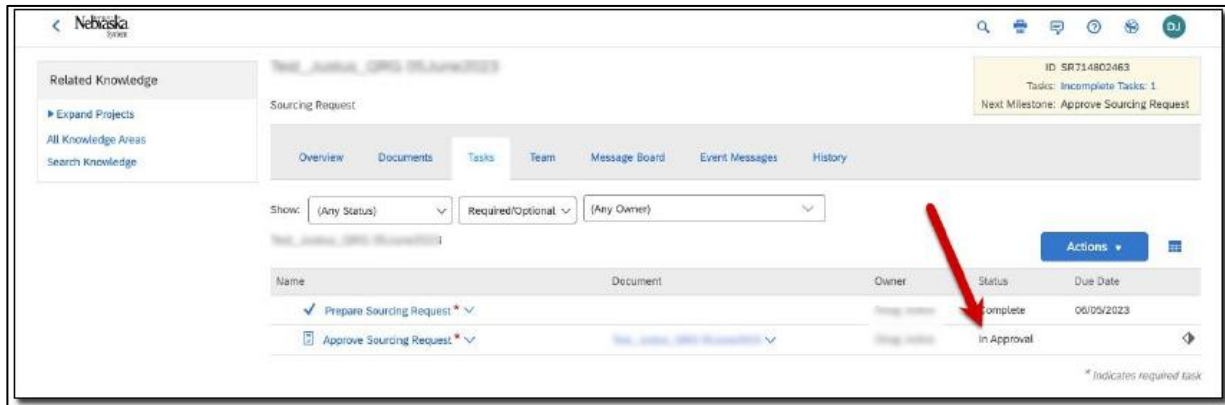 Nebraska
System
DJ
Related Knowledge
Expand Projects
All Knowledge Areas
Search Knowledge
Sourcing Request
ID SR714802463
Tasks: Incomplete Tasks: 1
Next Milestone: Approve Sourcing Request
Overview Documents Tasks Team Message Board Event Messages History
Show: (Any Status) Required/Optional (Any Owner)
Actions
Name Document Owner Status Due Date
Prepare Sourcing Request * Complete 06/05/2023
Approve Sourcing Request * In Approval
* Indicates required task